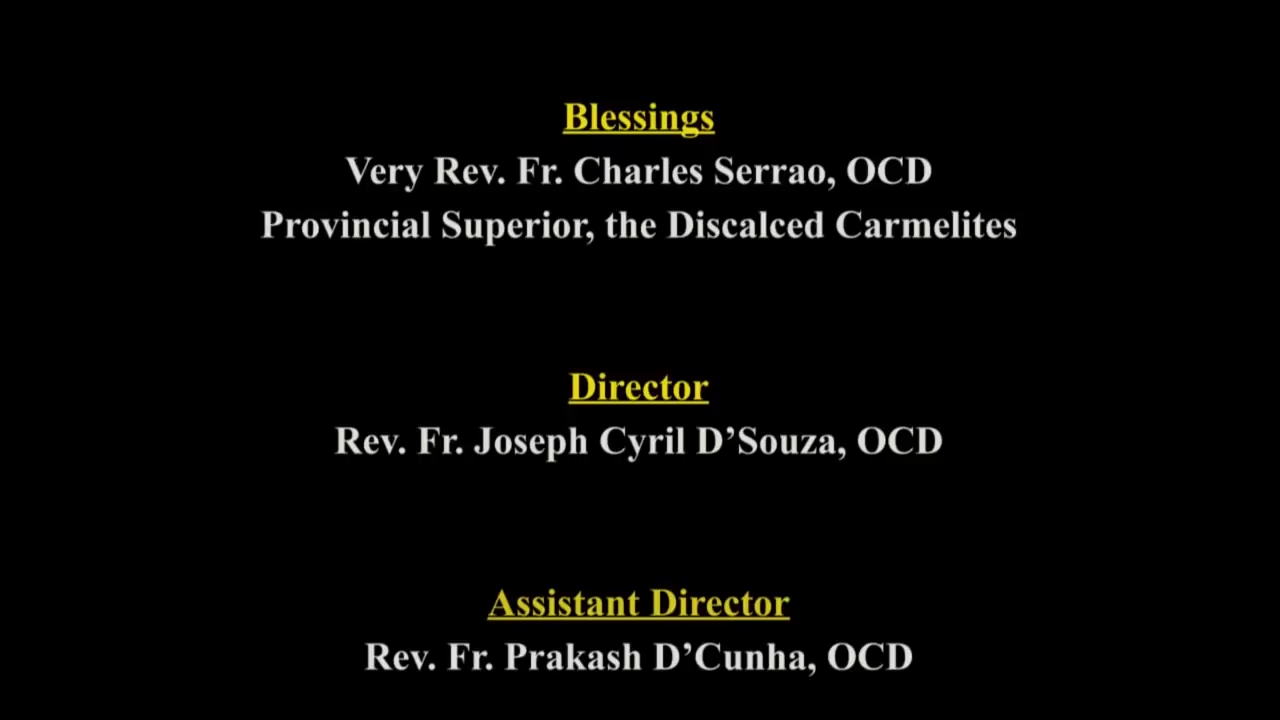 Blessings
Very Rev. Fr. Charles Serrao, OCD
Provincial Superior, the Discalced Carmelites
Director
Rev. Fr. Joseph Cyril D’Souza, OCD
Assistant Director
Rev. Fr. Prakash D’Cunha, OCD